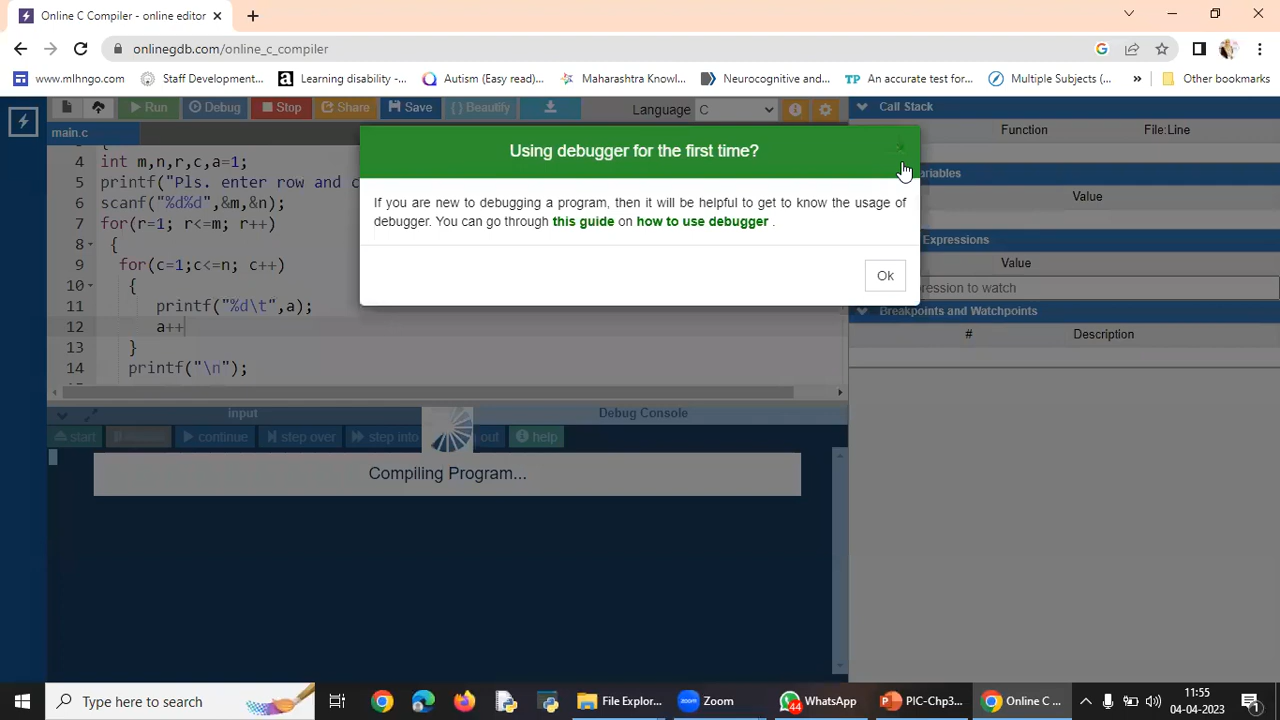 Online C Compiler - online editor
onlinegdb.com/online_c_compiler
www.mlhngo.com
Staff Development...
Learning disability -...
Autism (Easy read)...
Maharashtra Knowl...
Neurocognitive and...
TP An accurate test for...
Multiple Subjects (...
»
Other bookmarks
Run
Debug
Stop
Share
Save
{} Beautify
Language
C
Call Stack
main.c
Function
File:Line
4 int m,n,r,c,a=1;
5 printf("Pls. enter row and c
6 scanf("%d%d",&m,&n);
7 for(r=1; r<=m; r++)
8 {
9 for(c=1;c<=n; c++)
10 {
11 printf("%d\t",a);
12 a++
13 }
14 printf("\n");
Using debugger for the first time?
If you are new to debugging a program, then it will be helpful to get to know the usage of
debugger. You can go through this guide on how to use debugger .
Ok
Value
Expressions
Value
Breakpoints and Watchpoints
#
Description
input
Debug Console
start
continue
step over
step into
out
help
Compiling Program...
Type here to search
File Explor...
zoom
Zoom
44
WhatsApp
PIC-Chp3...
Online C ...
11:55
04-04-2023
1